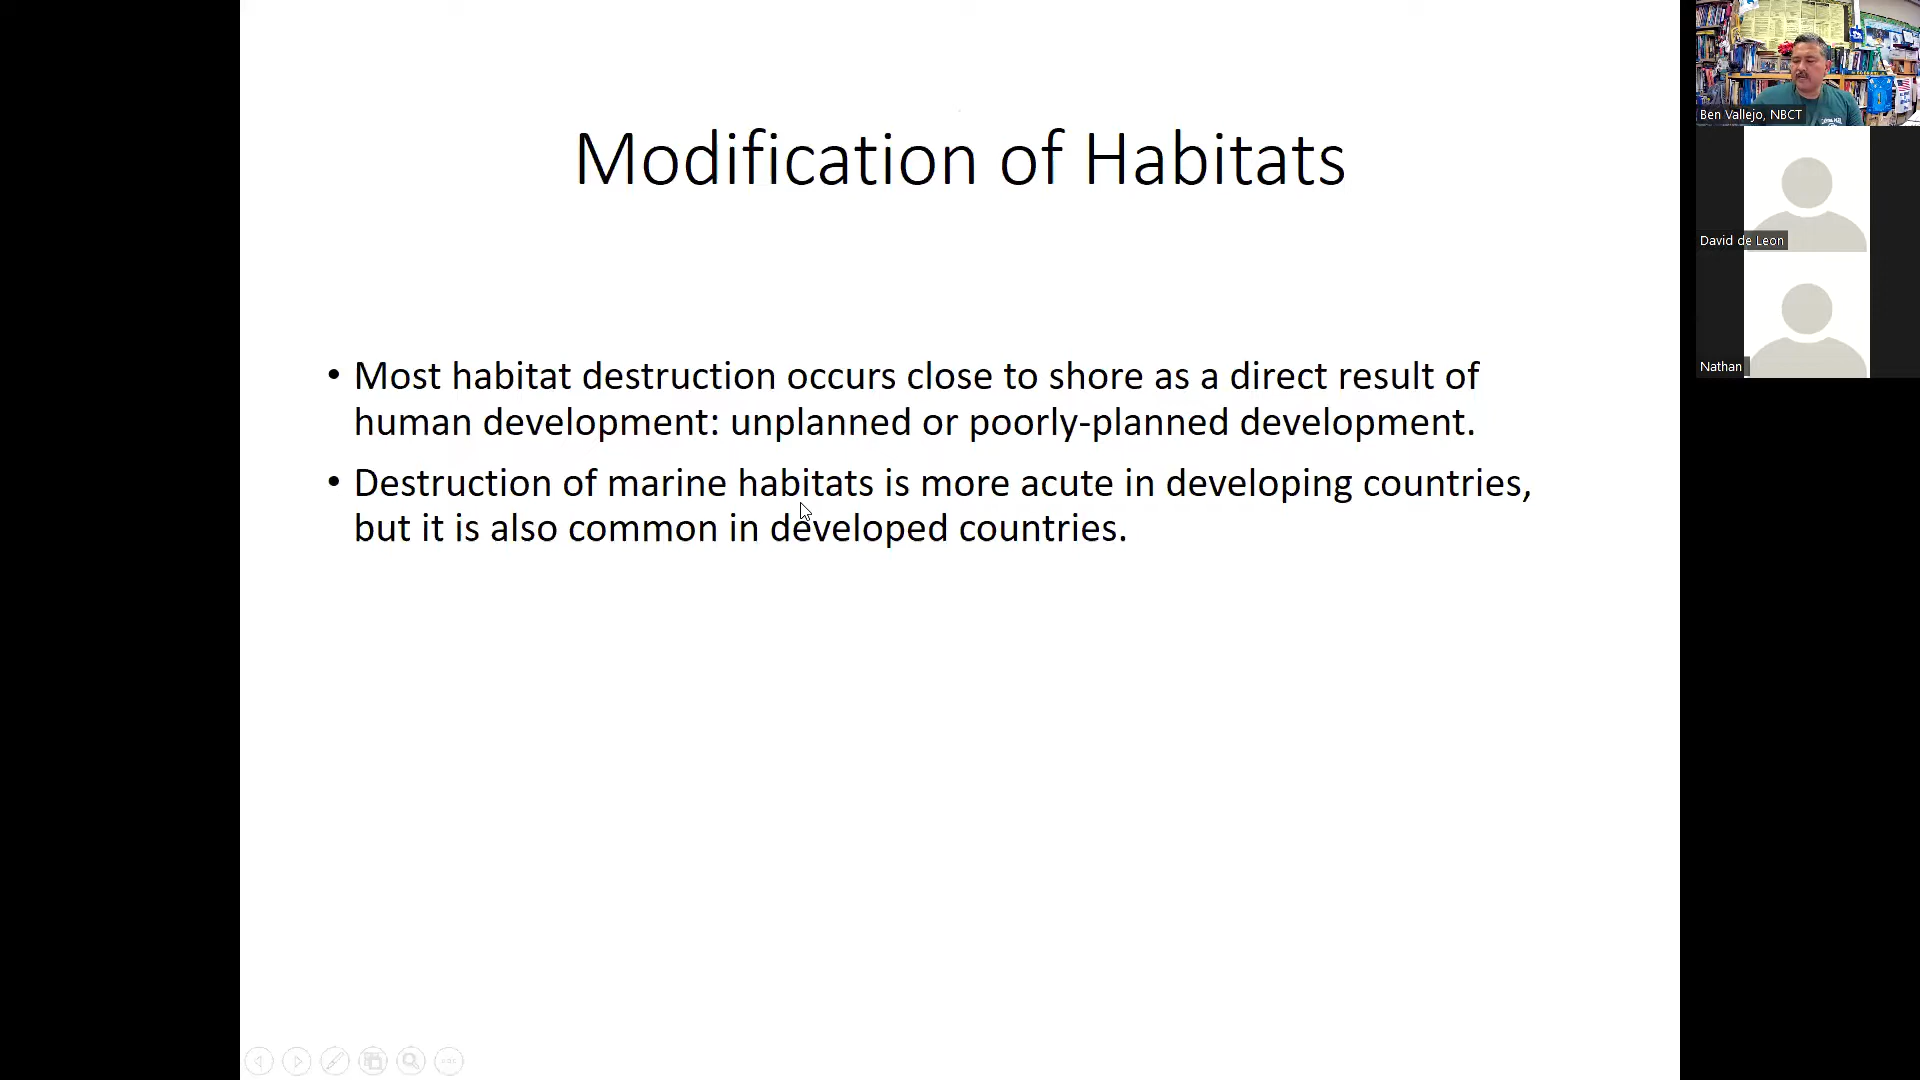 Modification of Habitats
• Most habitat destruction occurs close to shore as a direct result of
human development: unplanned or poorly-planned development.
• Destruction of marine habitats is more acute in developing countries,
but it is also common in developed countries.
Ben Vallejo, NBCT
David de Leon
Nathan